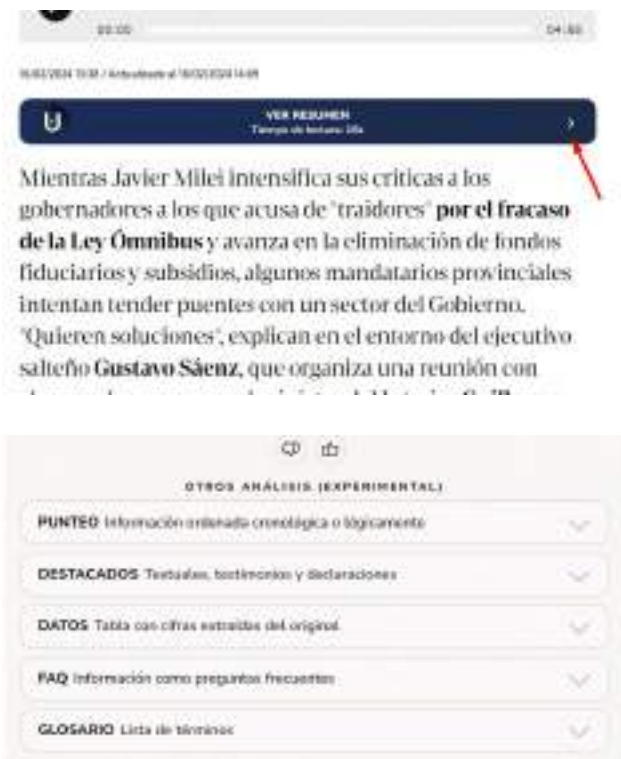 00:00 04:50
VER RESUMEN
Tiempo de lectura:
Mientras Javier Milei intensifica sus críticas a los
gobernadores a los que acusa de "traidores" por el fracaso
de la Ley Ómnibus y avanza en la eliminación de fondos
fiduciarios y subsidios, algunos mandatarios provinciales
intentan tender puentes con un sector del Gobierno.
"Quieren soluciones", explican en el entorno del ejecutivo
salteño Gustavo Sáenz, que organiza una reunión con
OTROS ANÁLISIS (EXPERIMENTAL)
PUNTEO Información ordenada cronológica o lógicamente
DESTACADOS Textuales, testimonios y declaraciones
DATOS Tabla con cifras extraídas del original
FAQ Información como preguntas frecuentes
GLOSARIO Lista de términos